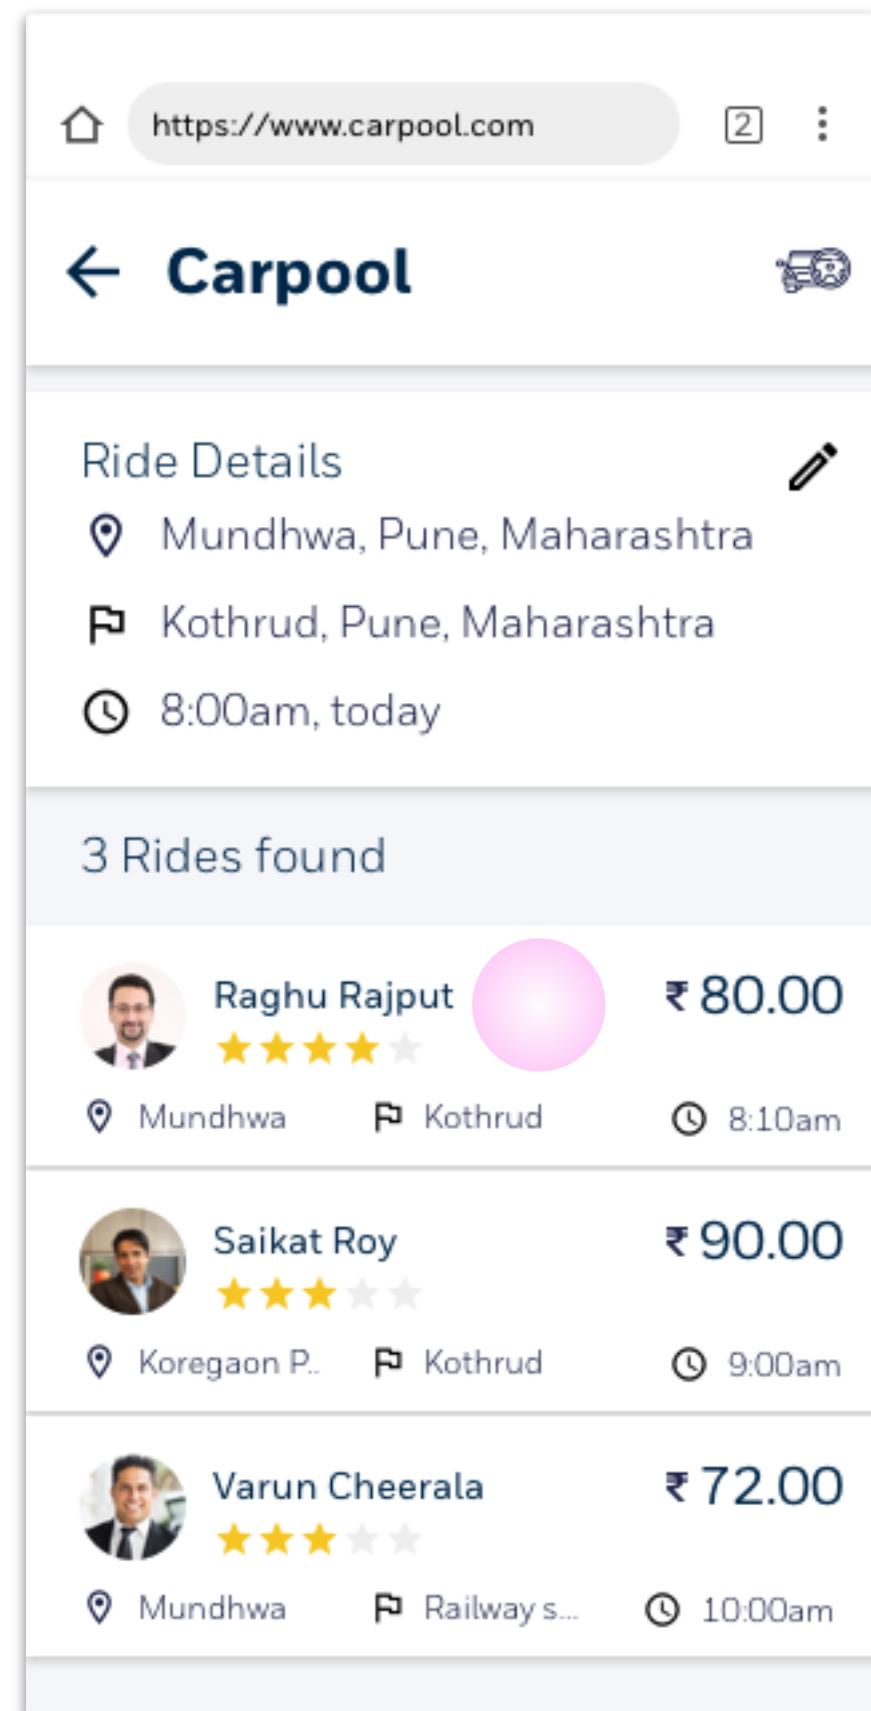 https://www.carpool.com
2
Carpool
Ride Details
Mundhwa, Pune, Maharashtra
Kothrud, Pune, Maharashtra
8:00am, today
3 Rides found
Raghu Rajput ₹ 80.00
Mundhwa Kothrud 8:10am
Saikat Roy ₹ 90.00
Koregaon P.. Kothrud 9:00am
Varun Cheerala ₹ 72.00
Mundhwa Railway s... 10:00am